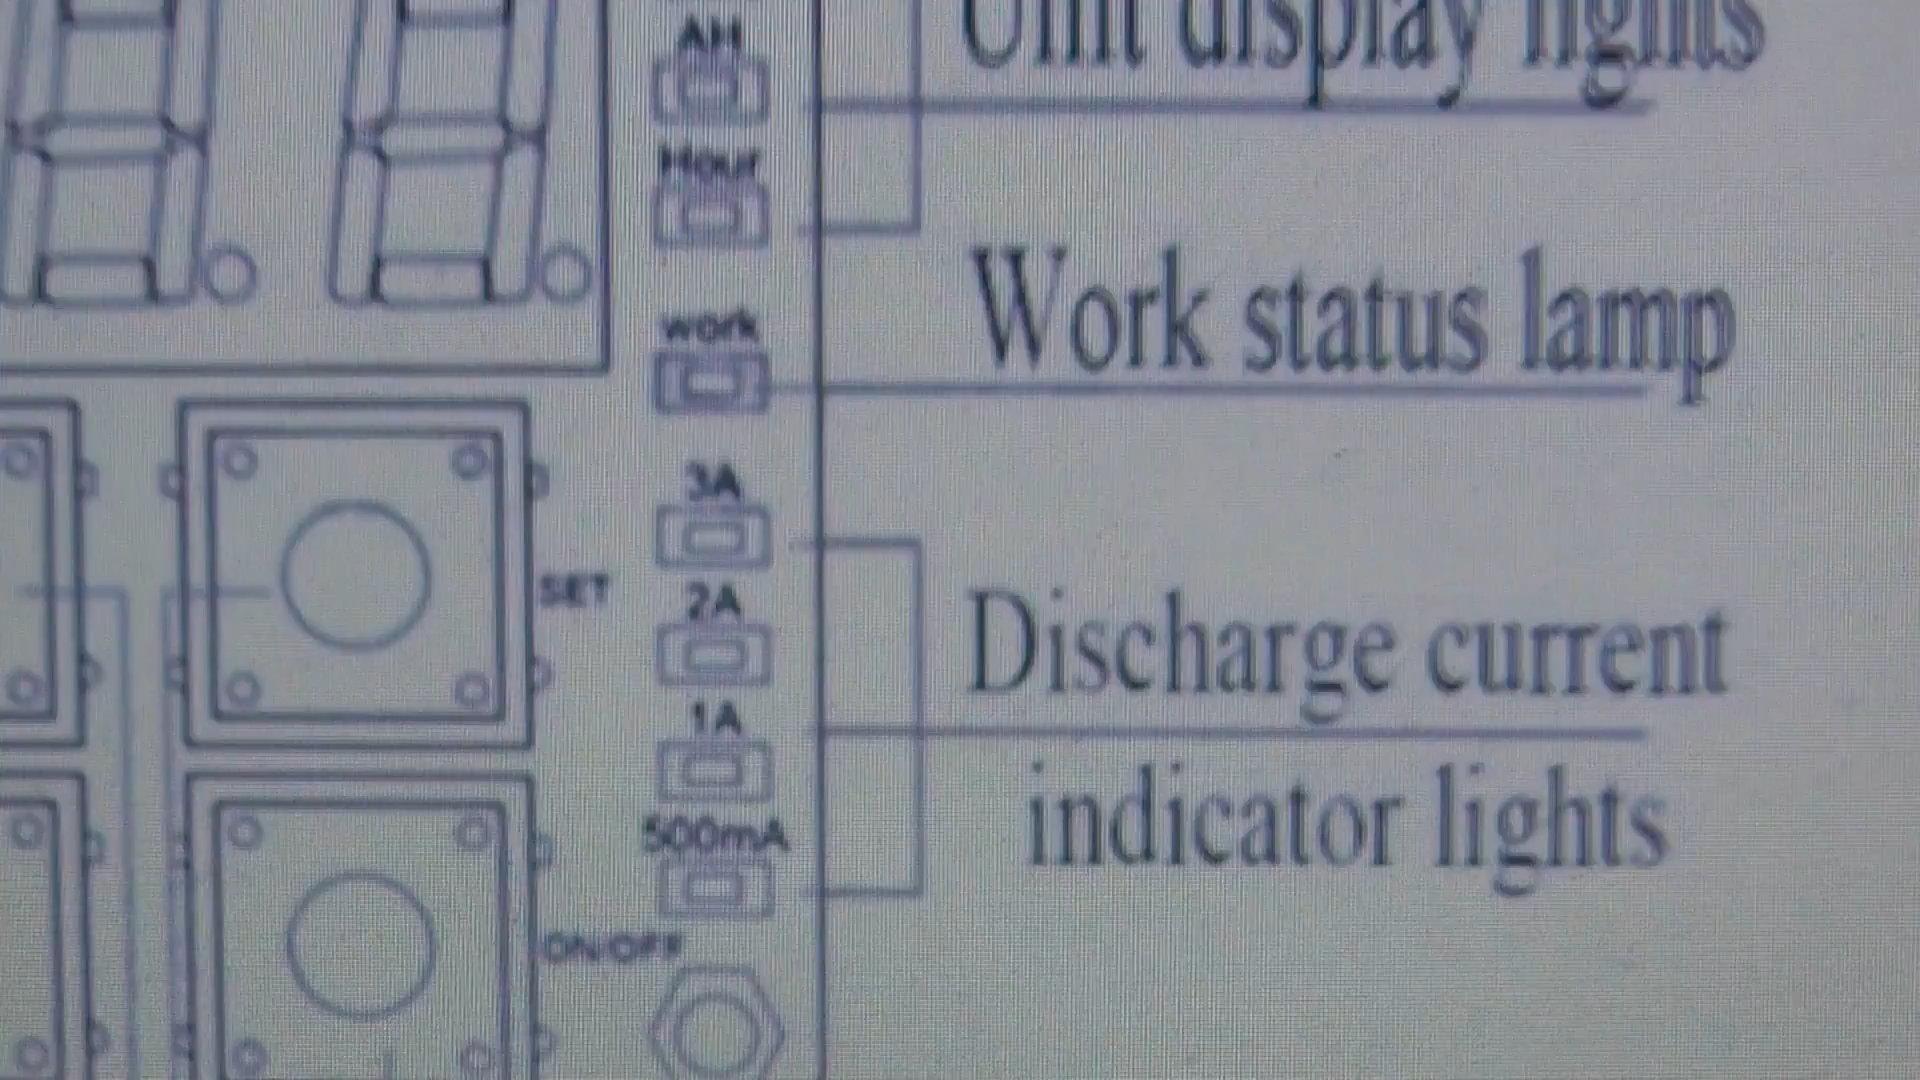 AH
Unit display lights
Hour
work
Work status lamp
3A
SET
2A
Discharge current
1A
indicator lights
500mA
ON/OFF